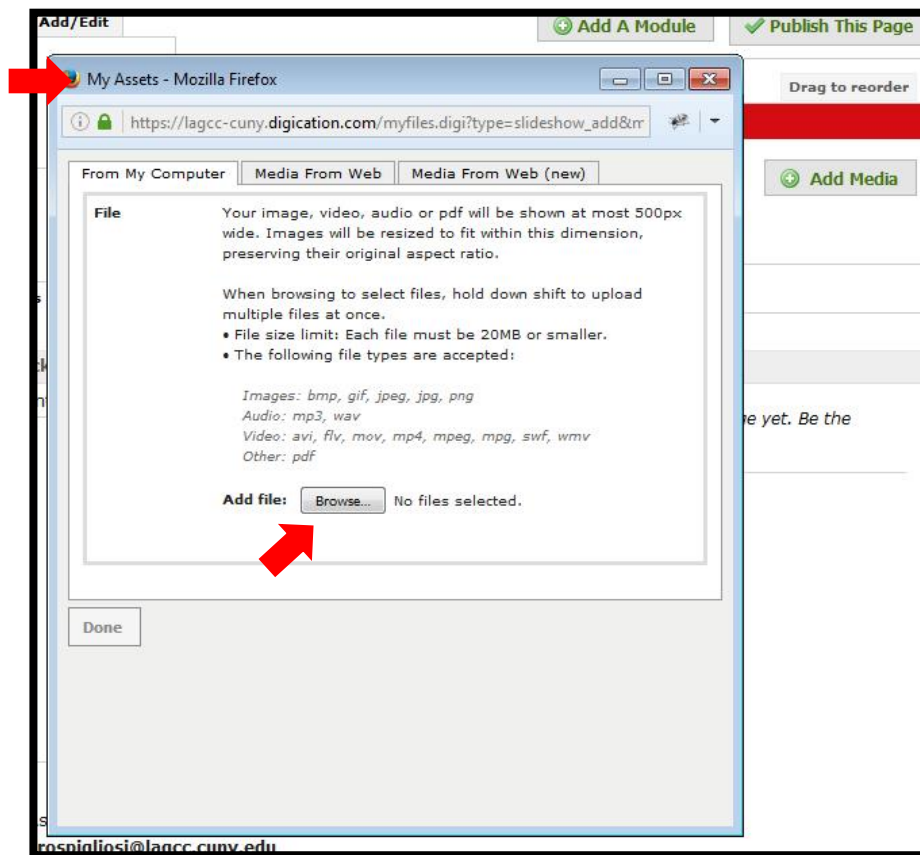 Add/Edit
Add A Module
Publish This Page
My Assets - Mozilla Firefox
Drag to reorder
https://lagcc-cuny.digication.com/myfiles.digi?type=slideshow_add&m
From My Computer
Media From Web
Media From Web (new)
Add Media
File
Your image, video, audio or pdf will be shown at most 500px
wide. Images will be resized to fit within this dimension,
preserving their original aspect ratio.
When browsing to select files, hold down shift to upload
multiple files at once.
• File size limit: Each file must be 20MB or smaller.
• The following file types are accepted:
Images: bmp, gif, jpeg, jpg, png
Audio: mp3, wav
Video: avi, flv, mov, mp4, mpeg, mpg, swf, wmv
Other: pdf
yet. Be the
Add file: Browse... No files selected.
Done
rospigliosi@lagcc.cuny.edu